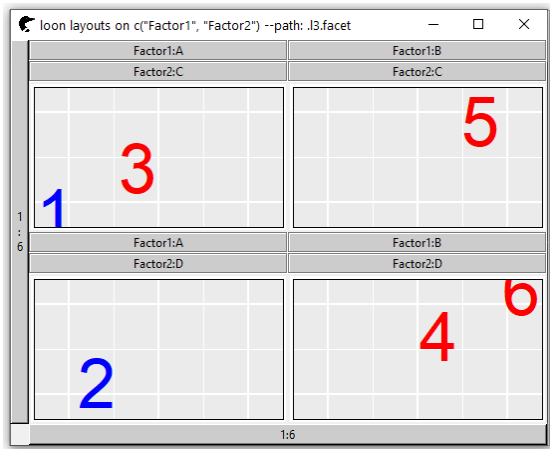 loon layouts on c("Factor1", "Factor2") --path: .l3.facet
Factor1:A Factor1:B
Factor2:C Factor2:C
3 5
1
1
:
6
Factor1:A Factor1:B
Factor2:D Factor2:D
6
4
2
1:6